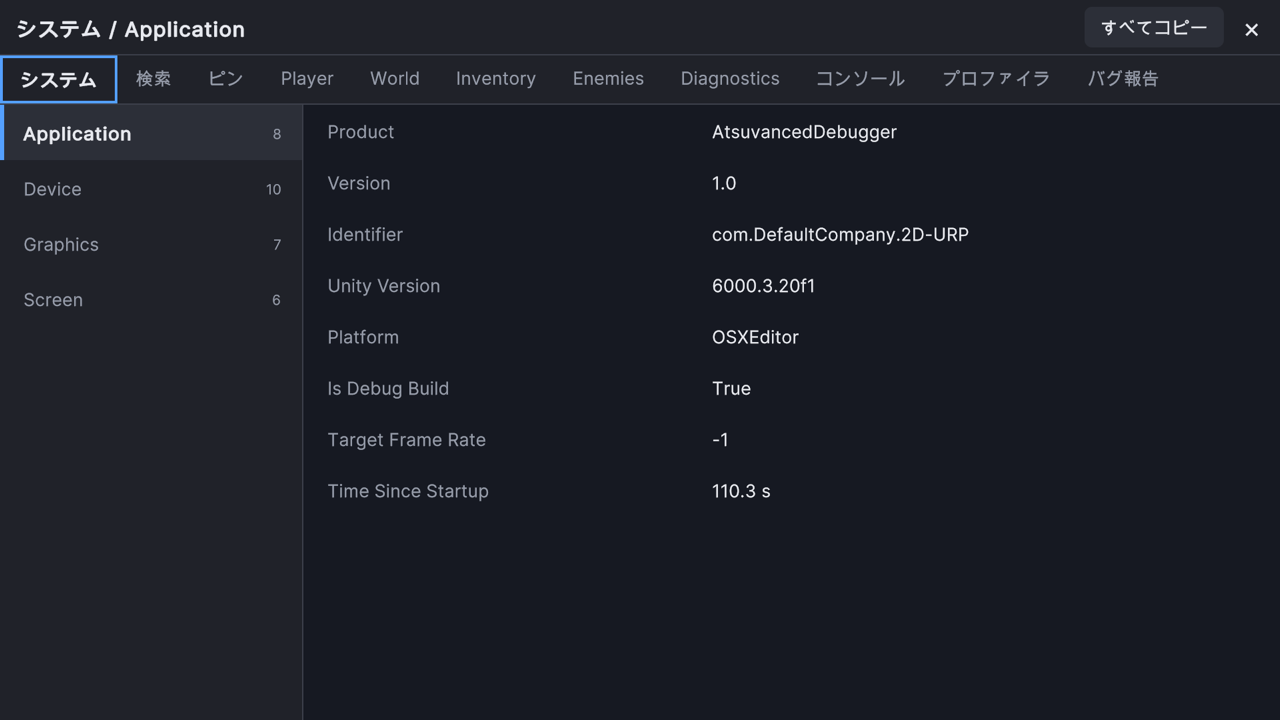 システム / Application
すべてコピー ×
システム 検索 ピン Player World Inventory Enemies Diagnostics コンソール プロファイラ バグ報告
Application 8
Device 10
Graphics 7
Screen 6
Product AtsuvancedDebugger
Version 1.0
Identifier com.DefaultCompany.2D-URP
Unity Version 6000.3.20f1
Platform OSXEditor
Is Debug Build True
Target Frame Rate -1
Time Since Startup 110.3 s